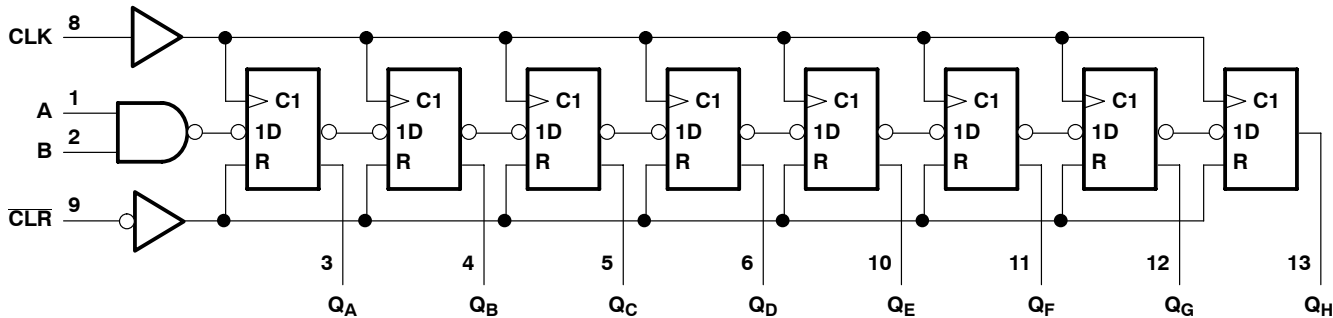 CLK 8
C1 C1 C1 C1 C1 C1 C1 C1
A 1
1D 1D 1D 1D 1D 1D 1D 1D
B 2
R R R R R R R R
CLR 9
3 4 5 6 10 11 12 13
QA QB QC QD QE QF QG QH